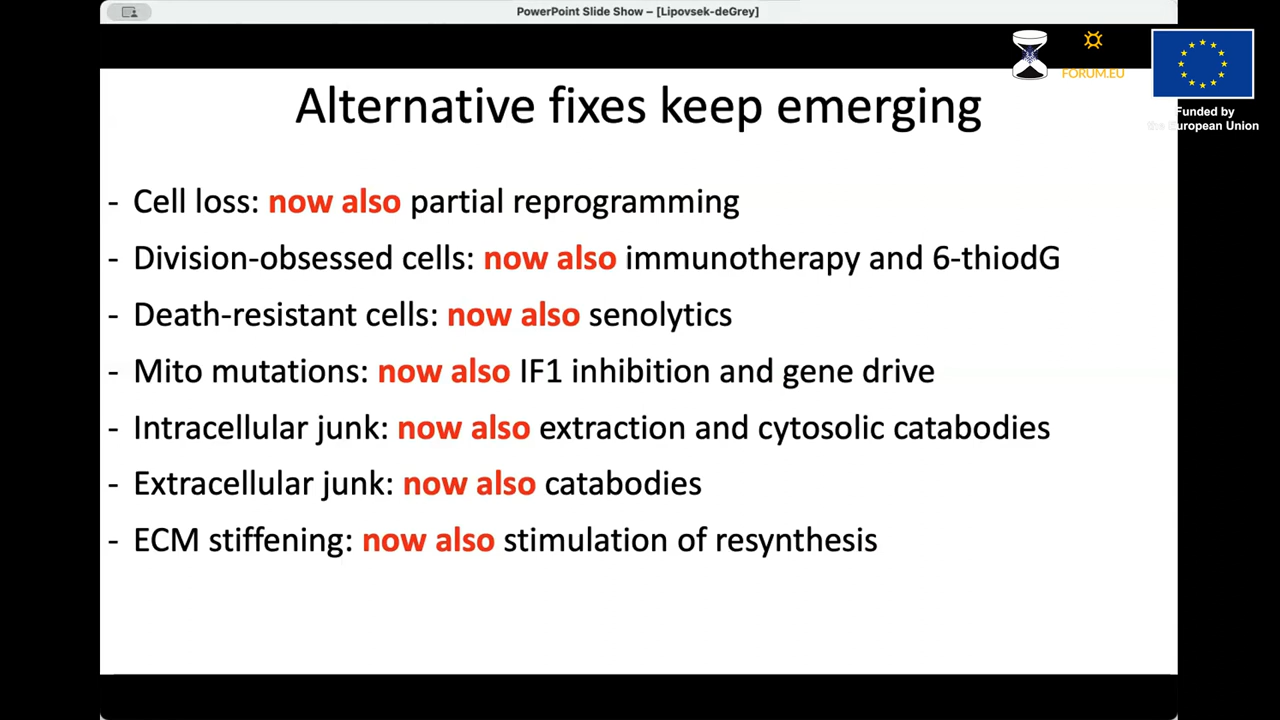 PowerPoint Slide Show – [Lipovsek-deGrey]
FORUM.EU
Funded by
the European Union
Alternative fixes keep emerging
- Cell loss: now also partial reprogramming
- Division-obsessed cells: now also immunotherapy and 6-thiodG
- Death-resistant cells: now also senolytics
- Mito mutations: now also IF1 inhibition and gene drive
- Intracellular junk: now also extraction and cytosolic catabodies
- Extracellular junk: now also catabodies
- ECM stiffening: now also stimulation of resynthesis